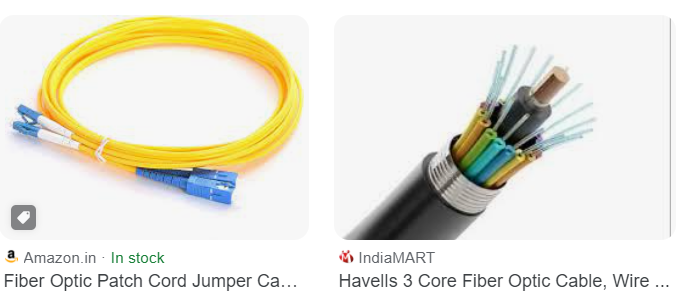 Amazon.in · In stock
Fiber Optic Patch Cord Jumper Ca...
IndiaMART
Havells 3 Core Fiber Optic Cable, Wire ...